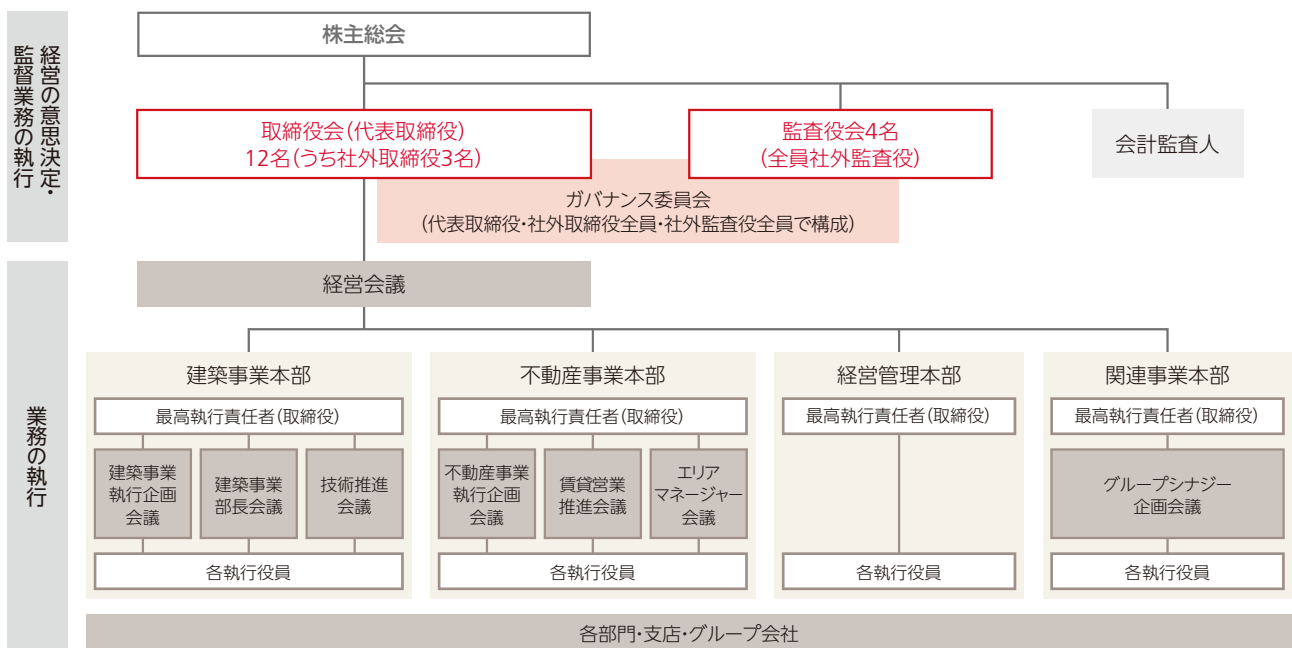 経営の意思決定・
監督業務の執行
株主総会
取締役会(代表取締役)
12名(うち社外取締役3名)
監査役会4名
(全員社外監査役)
会計監査人
ガバナンス委員会
(代表取締役・社外取締役全員・社外監査役全員で構成)
業務の執行
経営会議
建築事業本部
最高執行責任者(取締役)
建築事業
執行企画
会議
建築事業
部長会議
技術推進
会議
各執行役員
不動産事業本部
最高執行責任者(取締役)
不動産事業
執行企画
会議
賃貸営業
推進会議
エリア
マネージャー
会議
各執行役員
経営管理本部
最高執行責任者(取締役)
各執行役員
関連事業本部
最高執行責任者(取締役)
グループシナジー
企画会議
各執行役員
各部門・支店・グループ会社